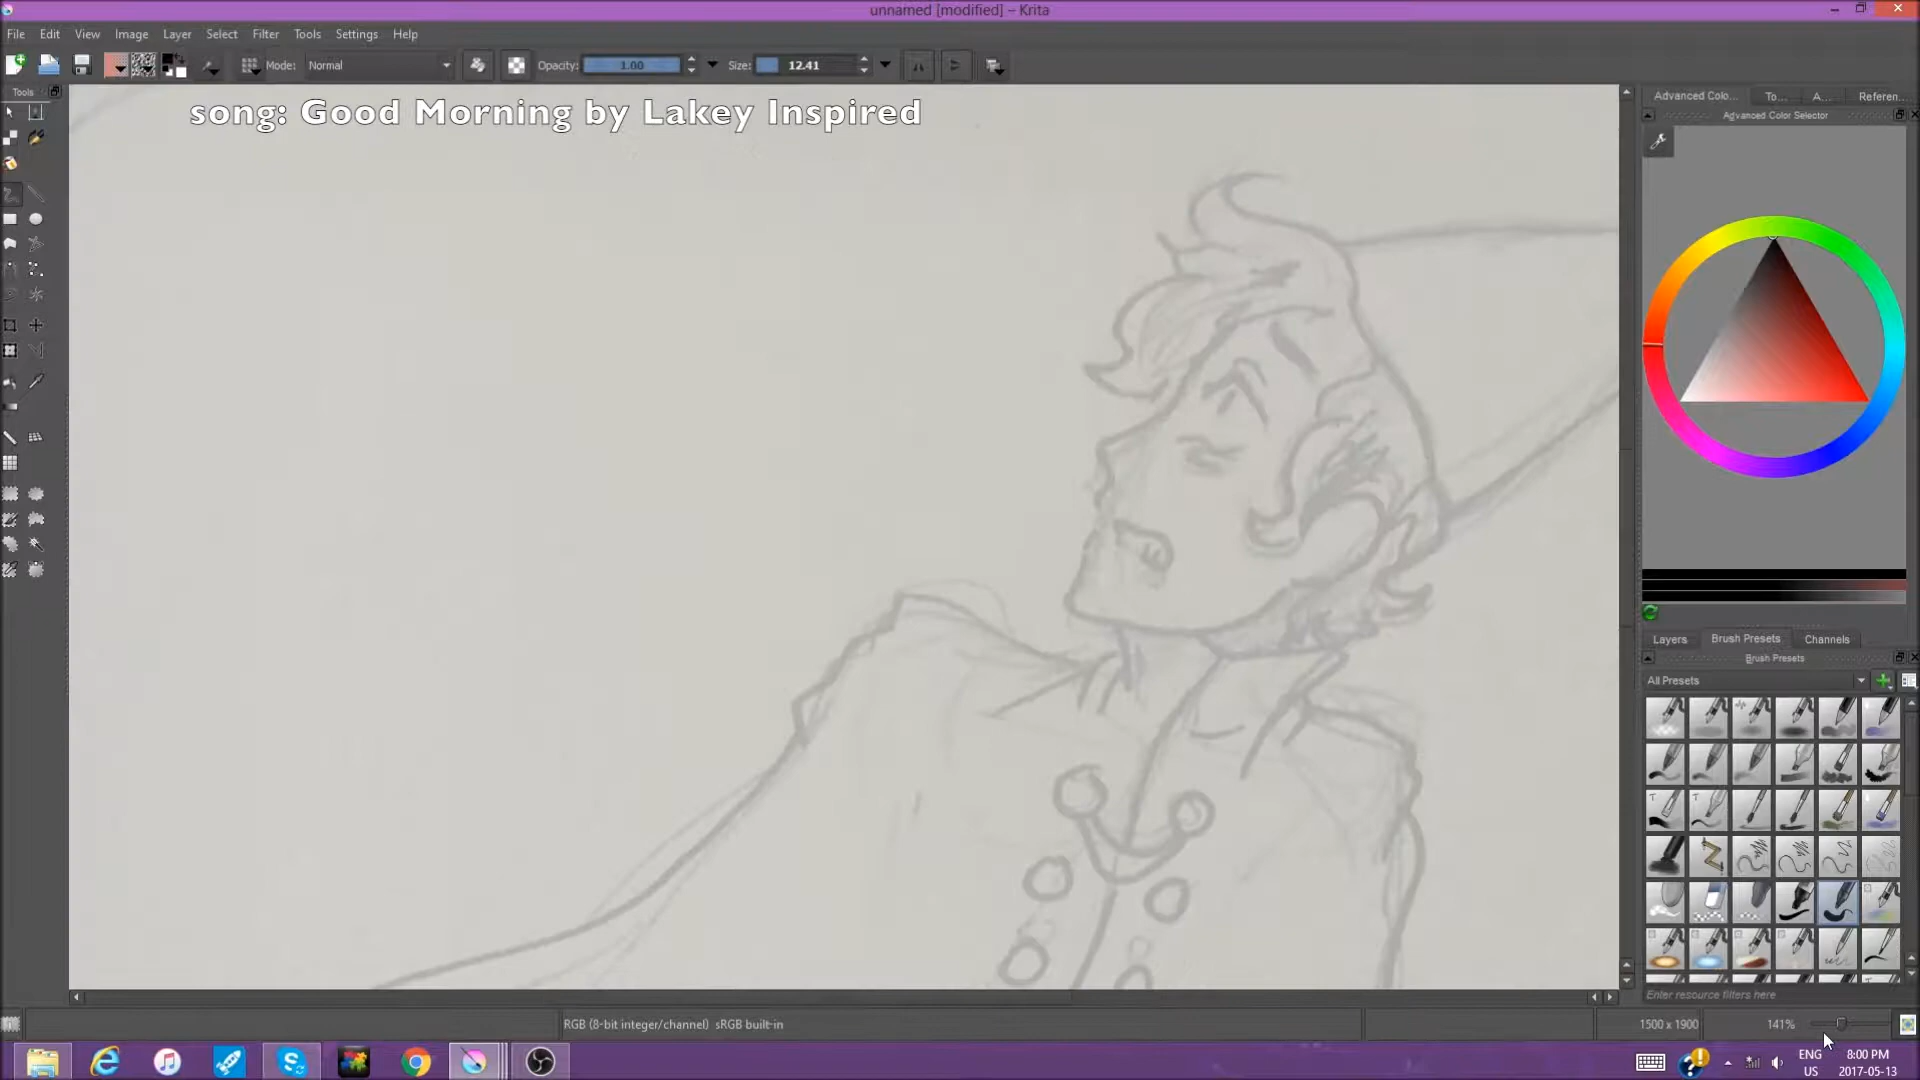 unnamed [modified] – Krita
File Edit View Image Layer Select Filter Tools Settings Help
Mode: Normal Opacity: 1.00 Size: 12.41
Tools
song: Good Morning by Lakey Inspired
Advanced Colo... To... A... Referen...
Advanced Color Selector
Layers Brush Presets Channels
Brush Presets
All Presets
Enter resource filters here
RGB (8-bit integer/channel) sRGB built-in 1500 x 1900 141%
ENG 8:00 PM
US 2017-05-13